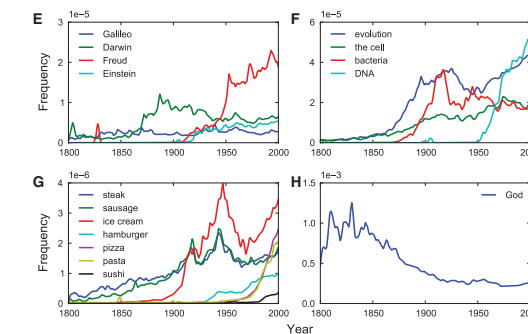 E
3
1e−5
Galileo
Darwin
Freud
Einstein
2
1
0
Frequency
1800
1850
1900
1950
2000
F
6
1e−5
evolution
the cell
bacteria
DNA
4
2
0
1800
1850
1900
1950
2000
G
4
1e−6
steak
sausage
ice cream
hamburger
pizza
pasta
sushi
3
2
1
0
Frequency
1800
1850
1900
1950
2000
H
1.5
1e−3
God
1.0
0.5
0.0
1800
1850
1900
1950
2000
Year